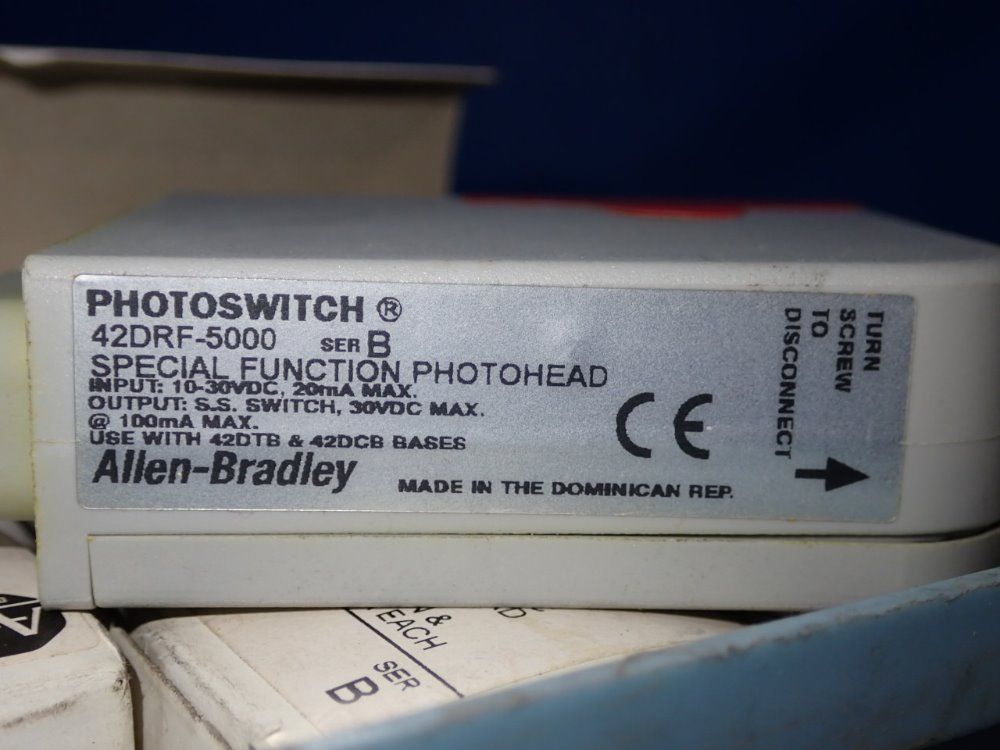 PHOTOSWITCH ®
42DRF-5000 SER B
SPECIAL FUNCTION PHOTOHEAD
INPUT: 10-30VDC, 20mA MAX.
OUTPUT: S.S. SWITCH, 30VDC MAX.
@ 100mA MAX.
USE WITH 42DTB & 42DCB BASES
Allen-Bradley
MADE IN THE DOMINICAN REP.
CE
TURN
SCREW
TO
DISCONNECT
&
EACH
SER
B